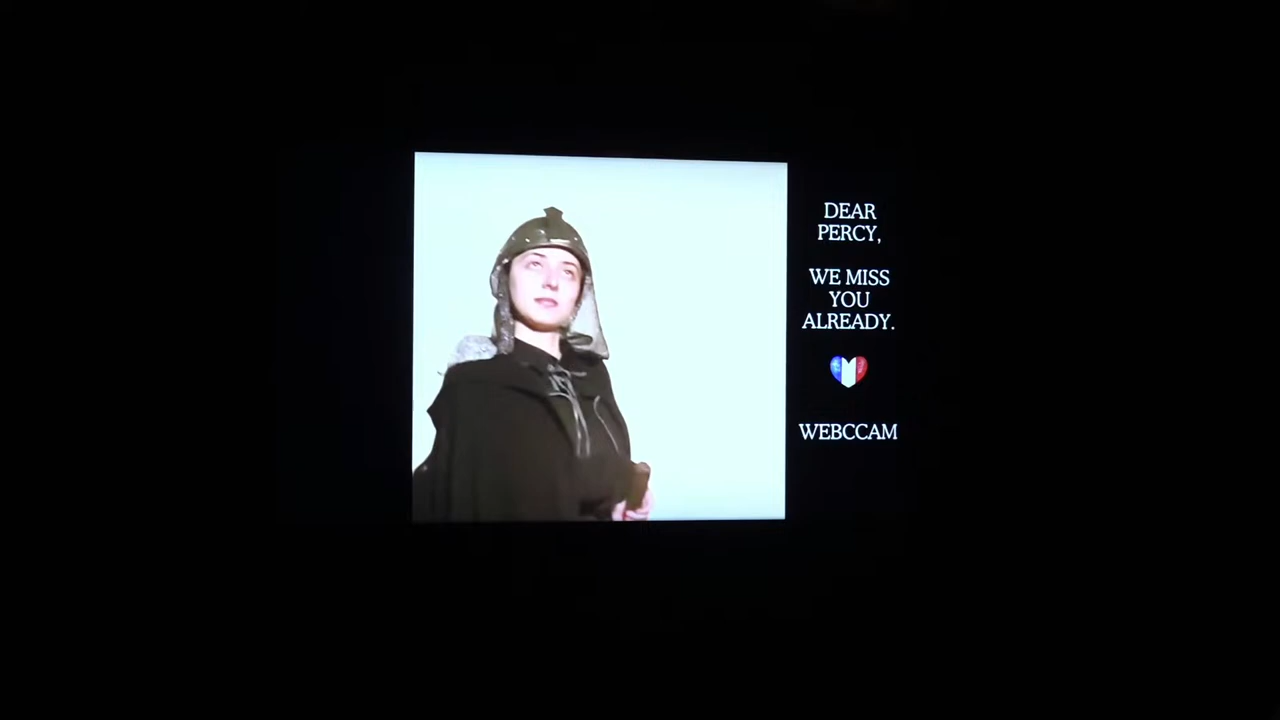 DEAR
PERCY,
WE MISS
YOU
ALREADY.
WEBCCAM